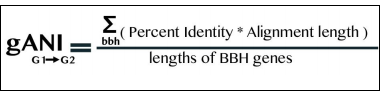 gANI G1→G2 = Σ bbh ( Percent Identity * Alignment length )
lengths of BBH genes